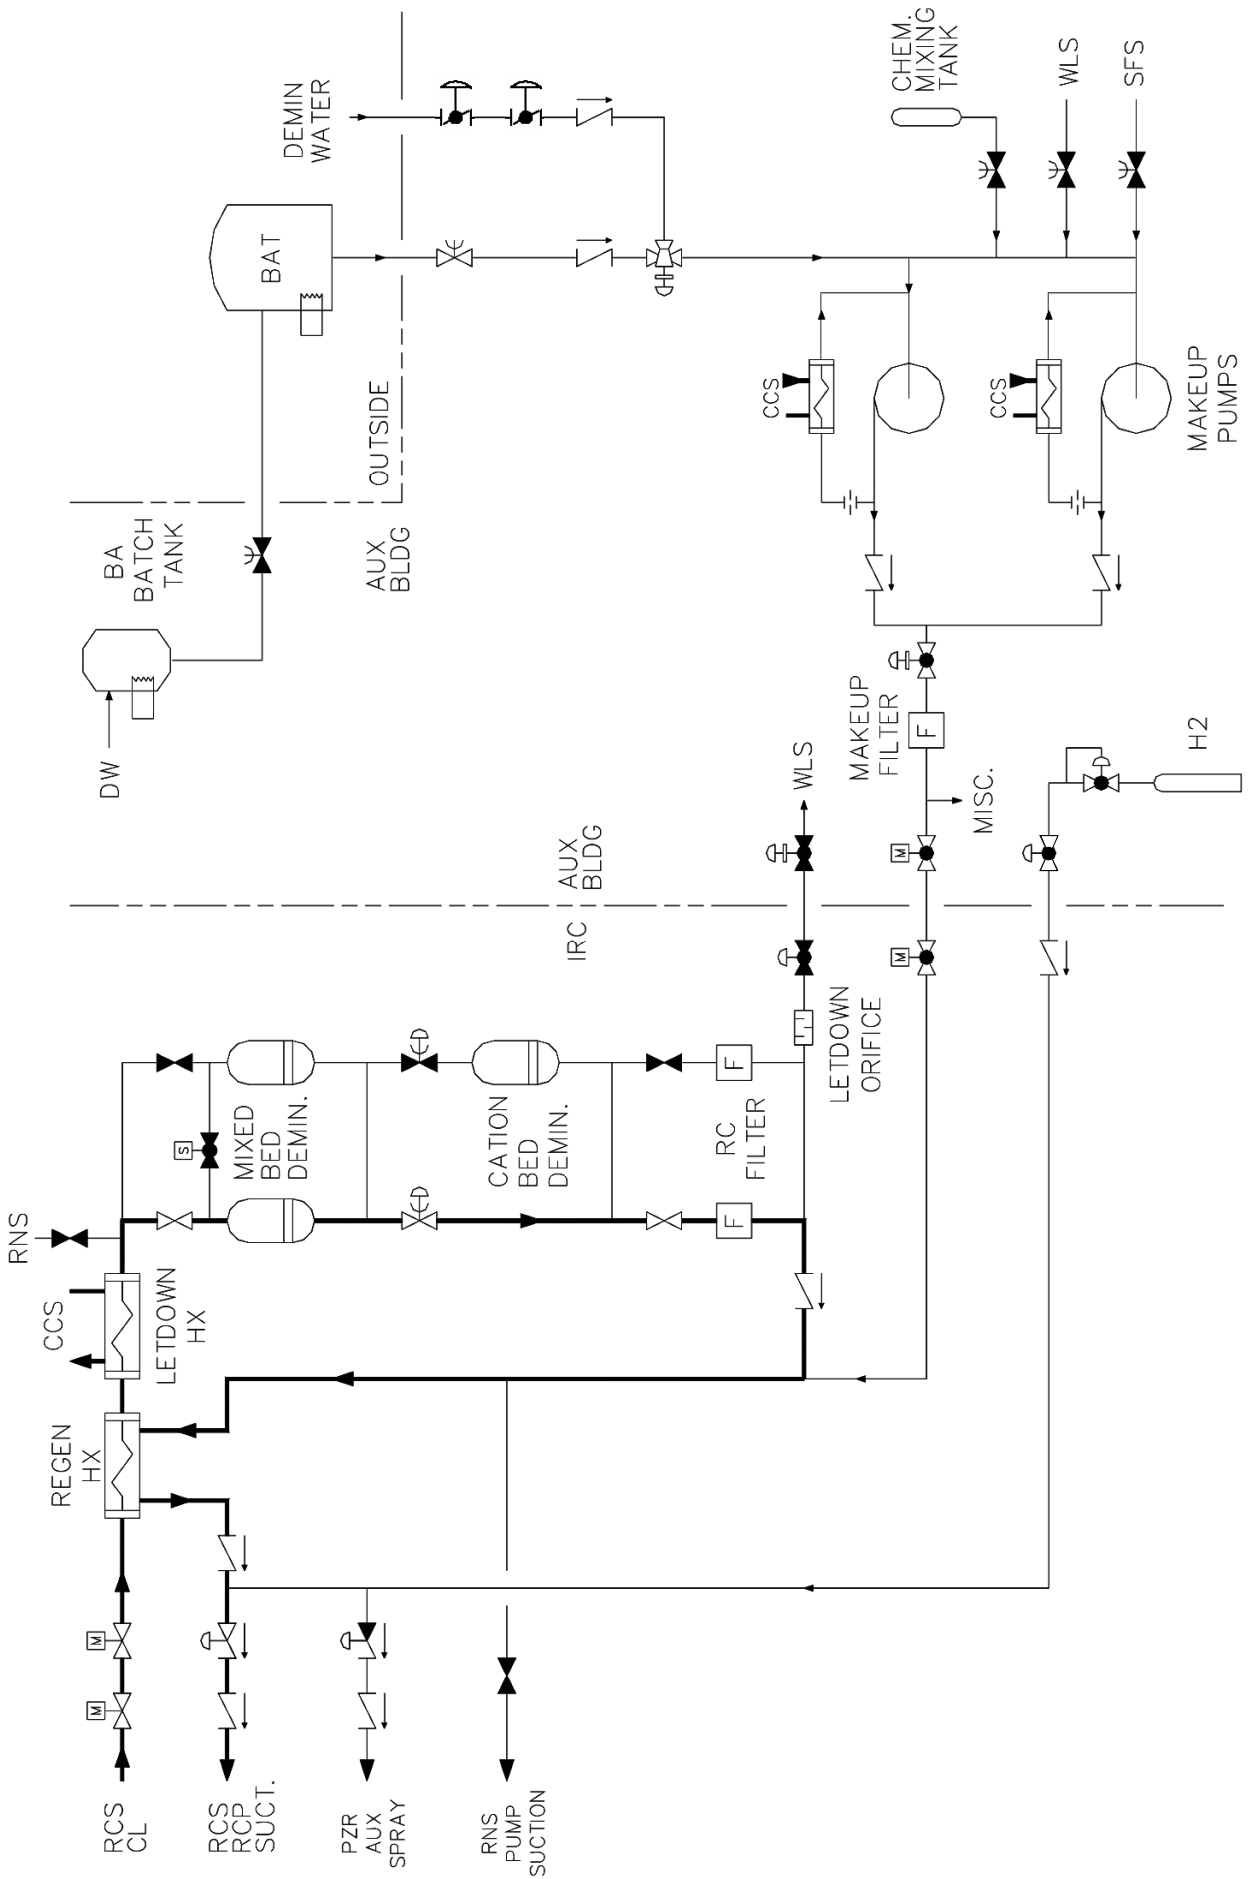 RCS
CL
RCS
RCP
SUCT.
PZR
AUX
SPRAY
RNS
PUMP
SUCTION
M
M
REGEN
HX
CCS
LETDOWN
HX
RNS
S
MIXED
BED
DEMIN.
CATION
BED
DEMIN.
RC
FILTER
F
F
LETDOWN
ORIFICE
IRC
AUX
BLDG
WLS
M
M
MISC.
MAKEUP
FILTER
F
H2
DW
BA
BATCH
TANK
AUX
BLDG
OUTSIDE
BAT
DEMIN
WATER
CCS
CCS
MAKEUP
PUMPS
CHEM.
MIXING
TANK
WLS
SFS